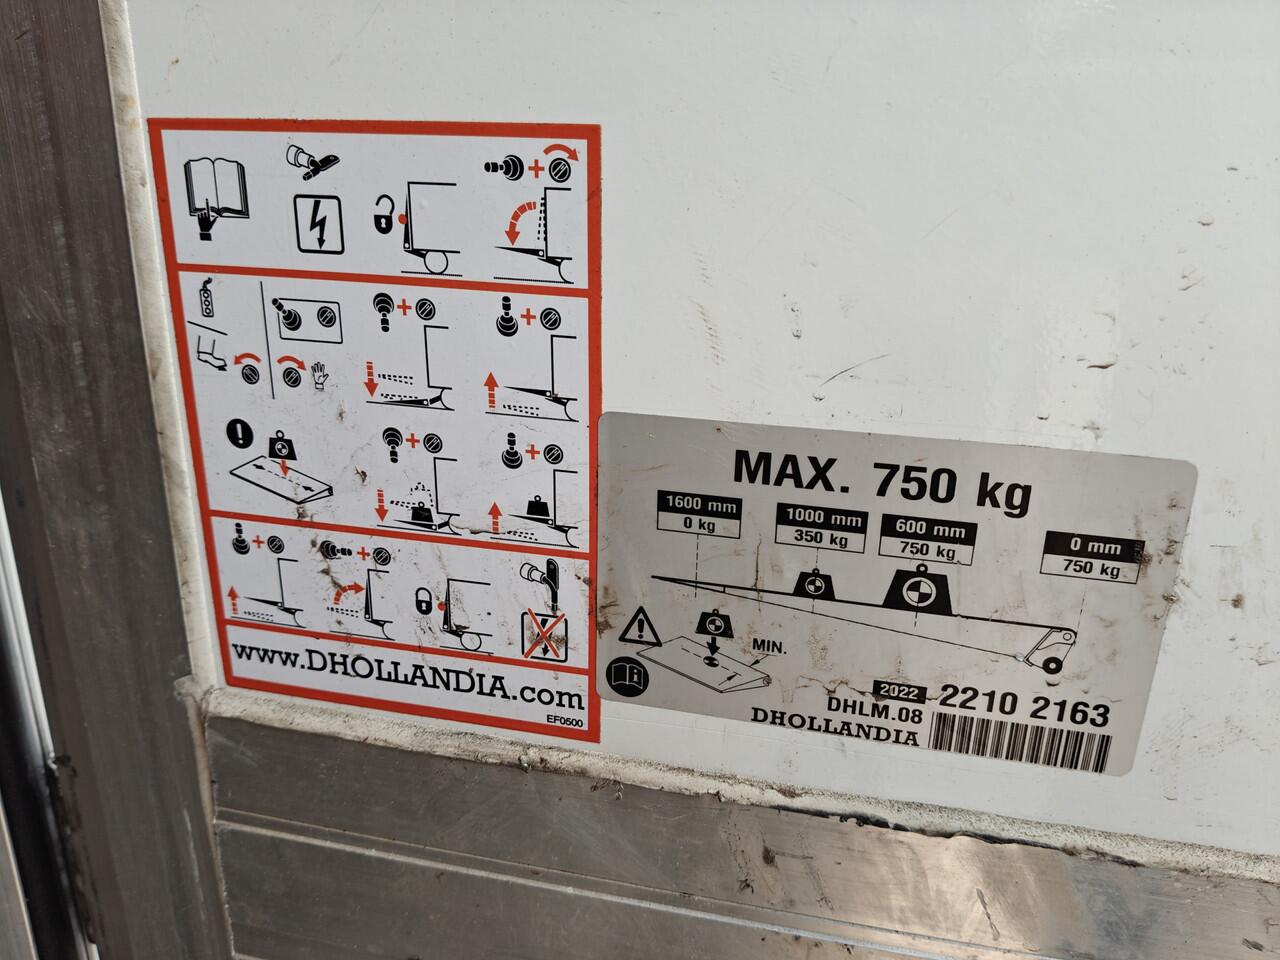 www.DHOLLANDIA.com
EF0500
MAX. 750 kg
1600 mm
0 kg
1000 mm
350 kg
600 mm
750 kg
0 mm
750 kg
MIN.
2022 2210 2163
DHLM.08
DHOLLANDIA